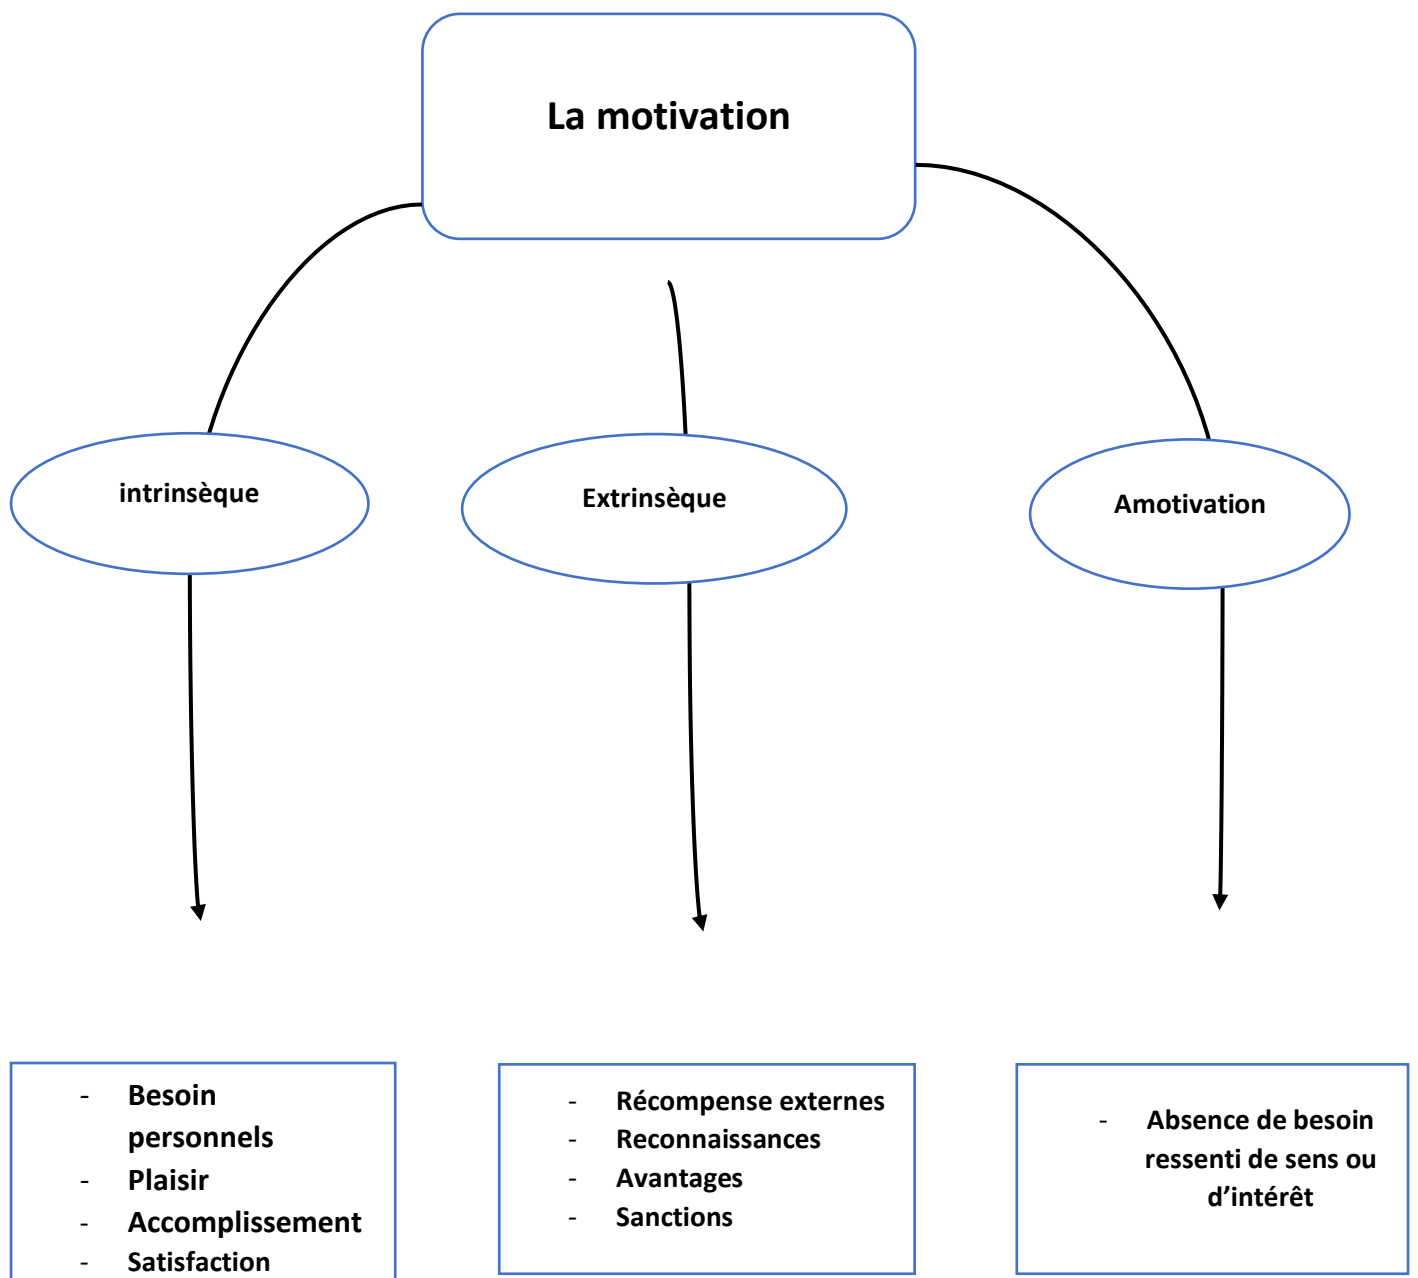 La motivation
intrinsèque
Extrinsèque
Amotivation
- Besoin
personnels
- Plaisir
- Accomplissement
- Satisfaction
- Récompense externes
- Reconnaissances
- Avantages
- Sanctions
- Absence de besoin
ressenti de sens ou
d’intérêt